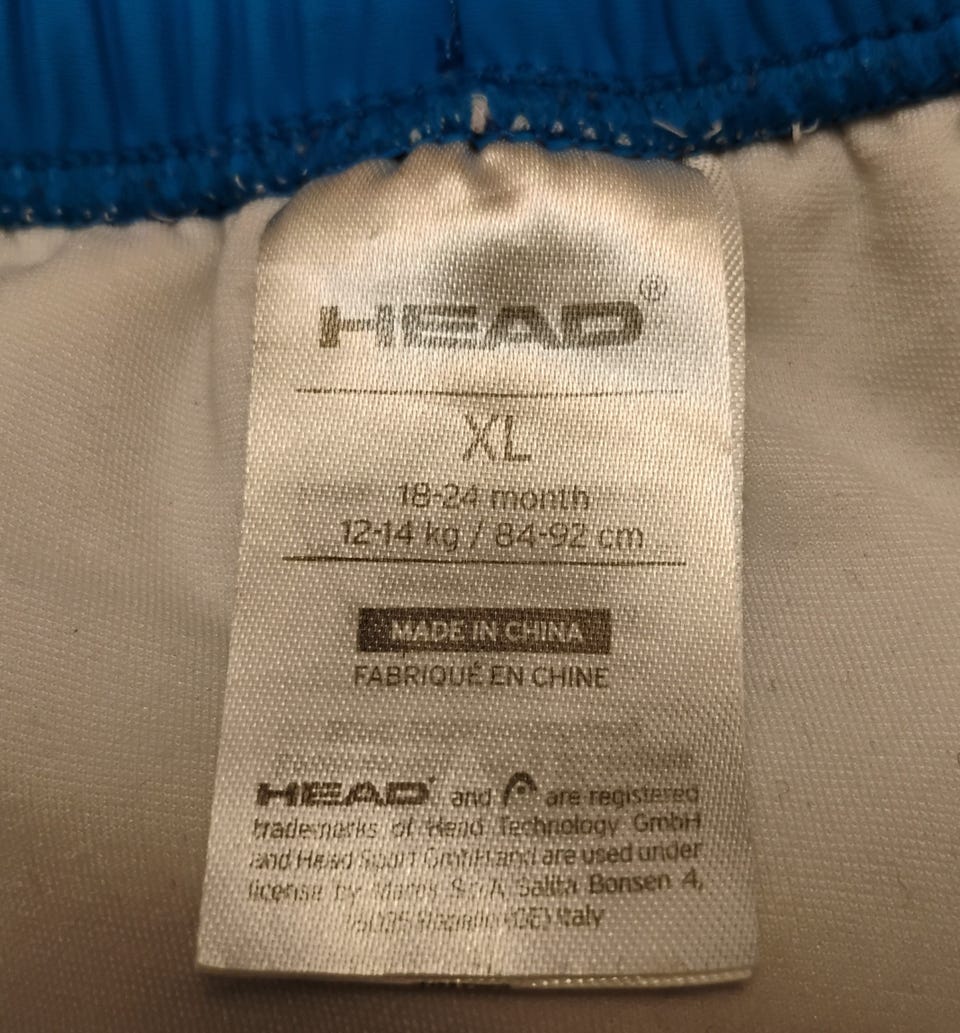 HEAD®
XL
18-24 month
12-14 kg / 84-92 cm
MADE IN CHINA
FABRIQUÉ EN CHINE
HEAD and are registered
trademarks of Head Technology GmbH
and Head Sport GmbH and are used under
license by Mares S.p.A. Salita Bonsen 4,
Italy